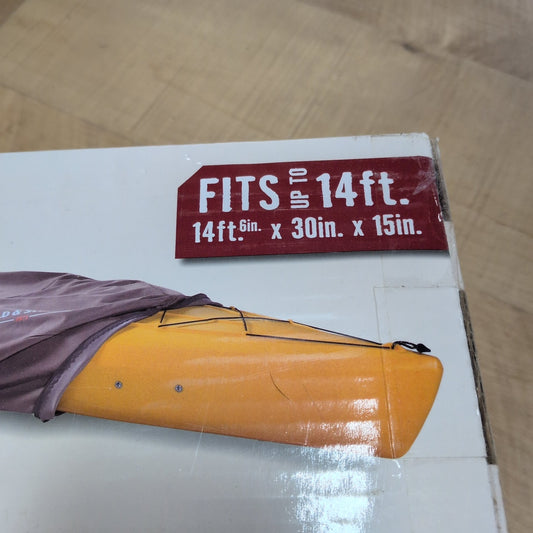 FITS UP TO 14ft.
14ft.6in. x 30in. x 15in.